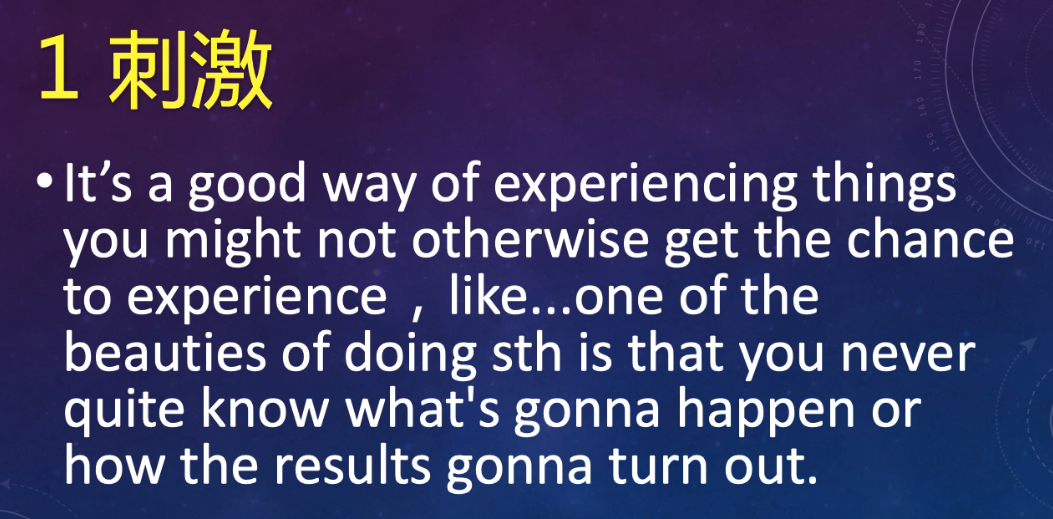 1 刺激
•It’s a good way of experiencing things
you might not otherwise get the chance
to experience ，like...one of the
beauties of doing sth is that you never
quite know what's gonna happen or
how the results gonna turn out.